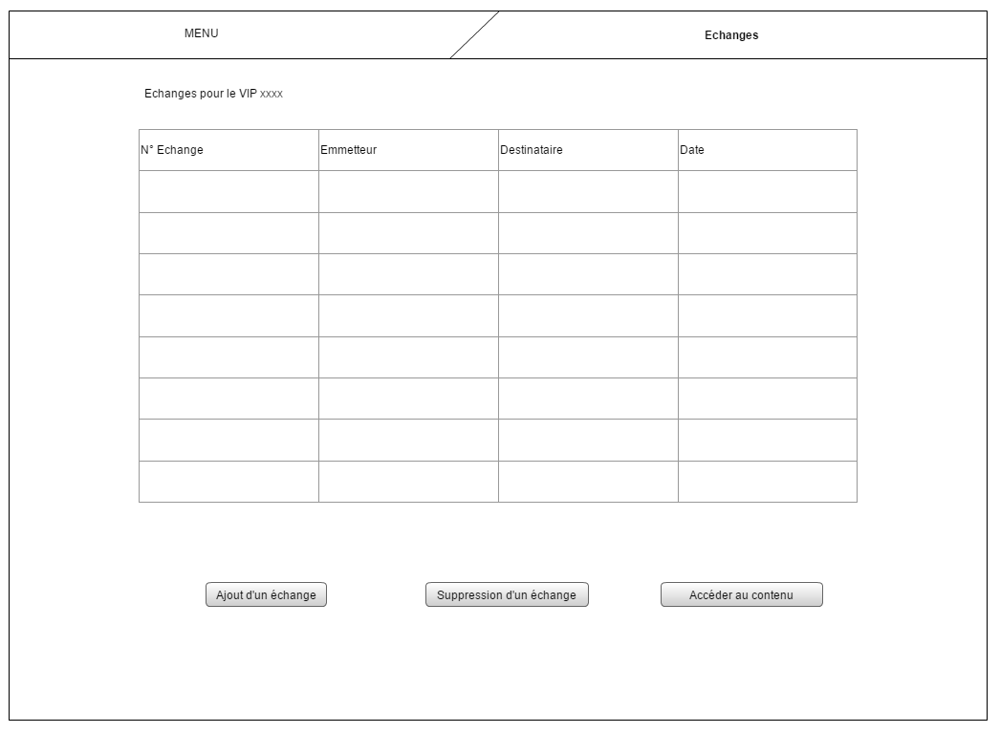 MENU
Echanges
Echanges pour le VIP xxxx
N° Echange Emmetteur Destinataire Date
Ajout d'un échange Suppression d'un échange Accéder au contenu